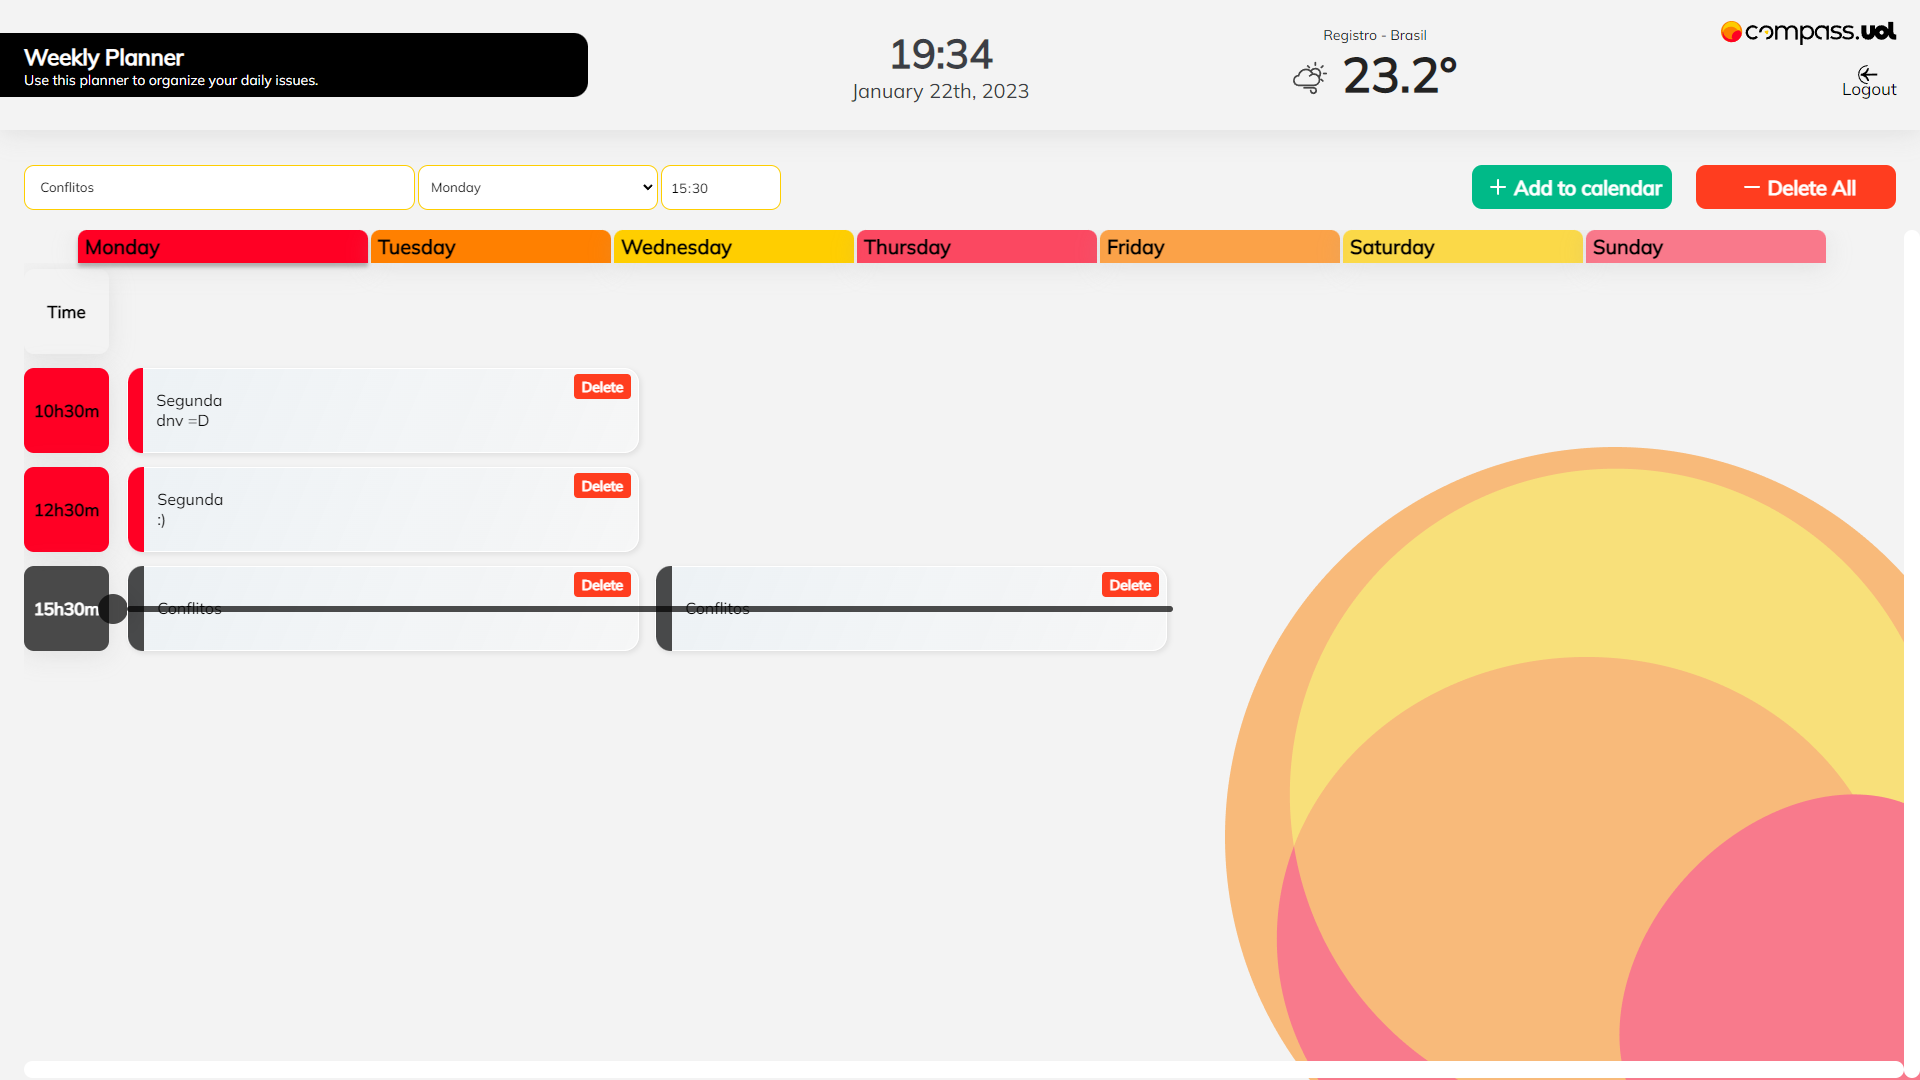 Weekly Planner
Use this planner to organize your daily issues.
19:34
January 22th, 2023
Registro - Brasil
23.2°
compass.uol
Logout
Conflitos
Monday
15:30
+ Add to calendar
− Delete All
Monday
Tuesday
Wednesday
Thursday
Friday
Saturday
Sunday
Time
10h30m
Segunda
dnv =D
Delete
12h30m
Segunda
:)
Delete
15h30m
Conflitos
Delete
Conflitos
Delete